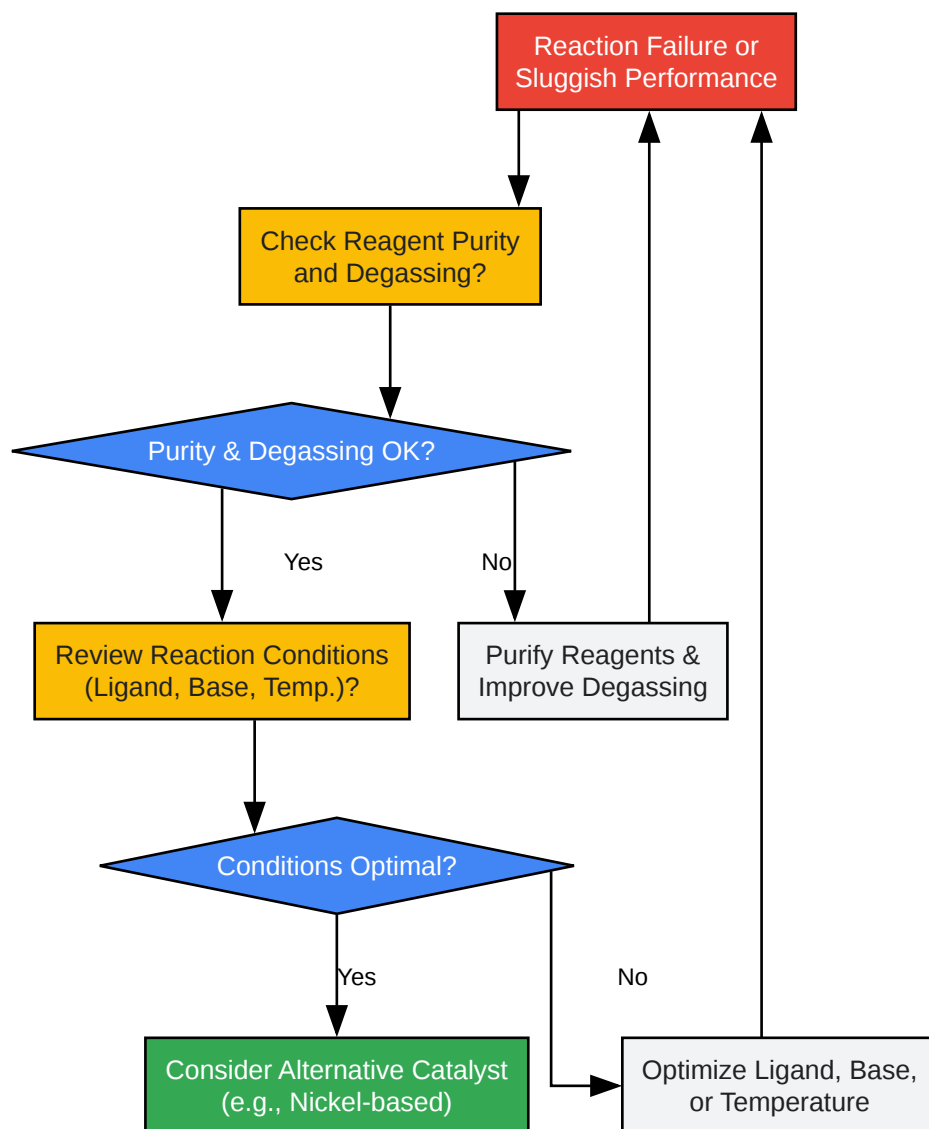 Reaction Failure or
Sluggish Performance
Check Reagent Purity
and Degassing?
Purity & Degassing OK?
Yes
No
Review Reaction Conditions
(Ligand, Base, Temp.)?
Purify Reagents &
Improve Degassing
Conditions Optimal?
Yes
No
Consider Alternative Catalyst
(e.g., Nickel-based)
Optimize Ligand, Base,
or Temperature